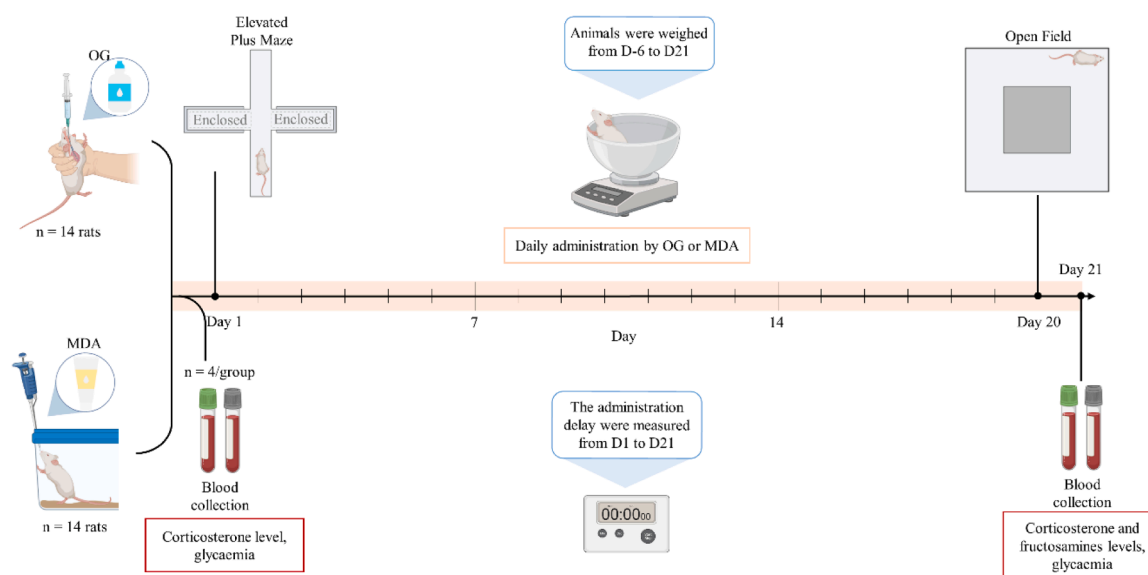 OG
n = 14 rats
Elevated
Plus Maze
Enclosed
Enclosed
Animals were weighed
from D-6 to D21
Open Field
Daily administration by OG or MDA
Day 21
Day 1
7
14
Day 20
Day
MDA
n = 14 rats
n = 4/group
Blood
collection
Corticosterone level,
glycaemia
The administration
delay were measured
from D1 to D21
00:00 00
Blood
collection
Corticosterone and
fructosamines levels,
glycaemia